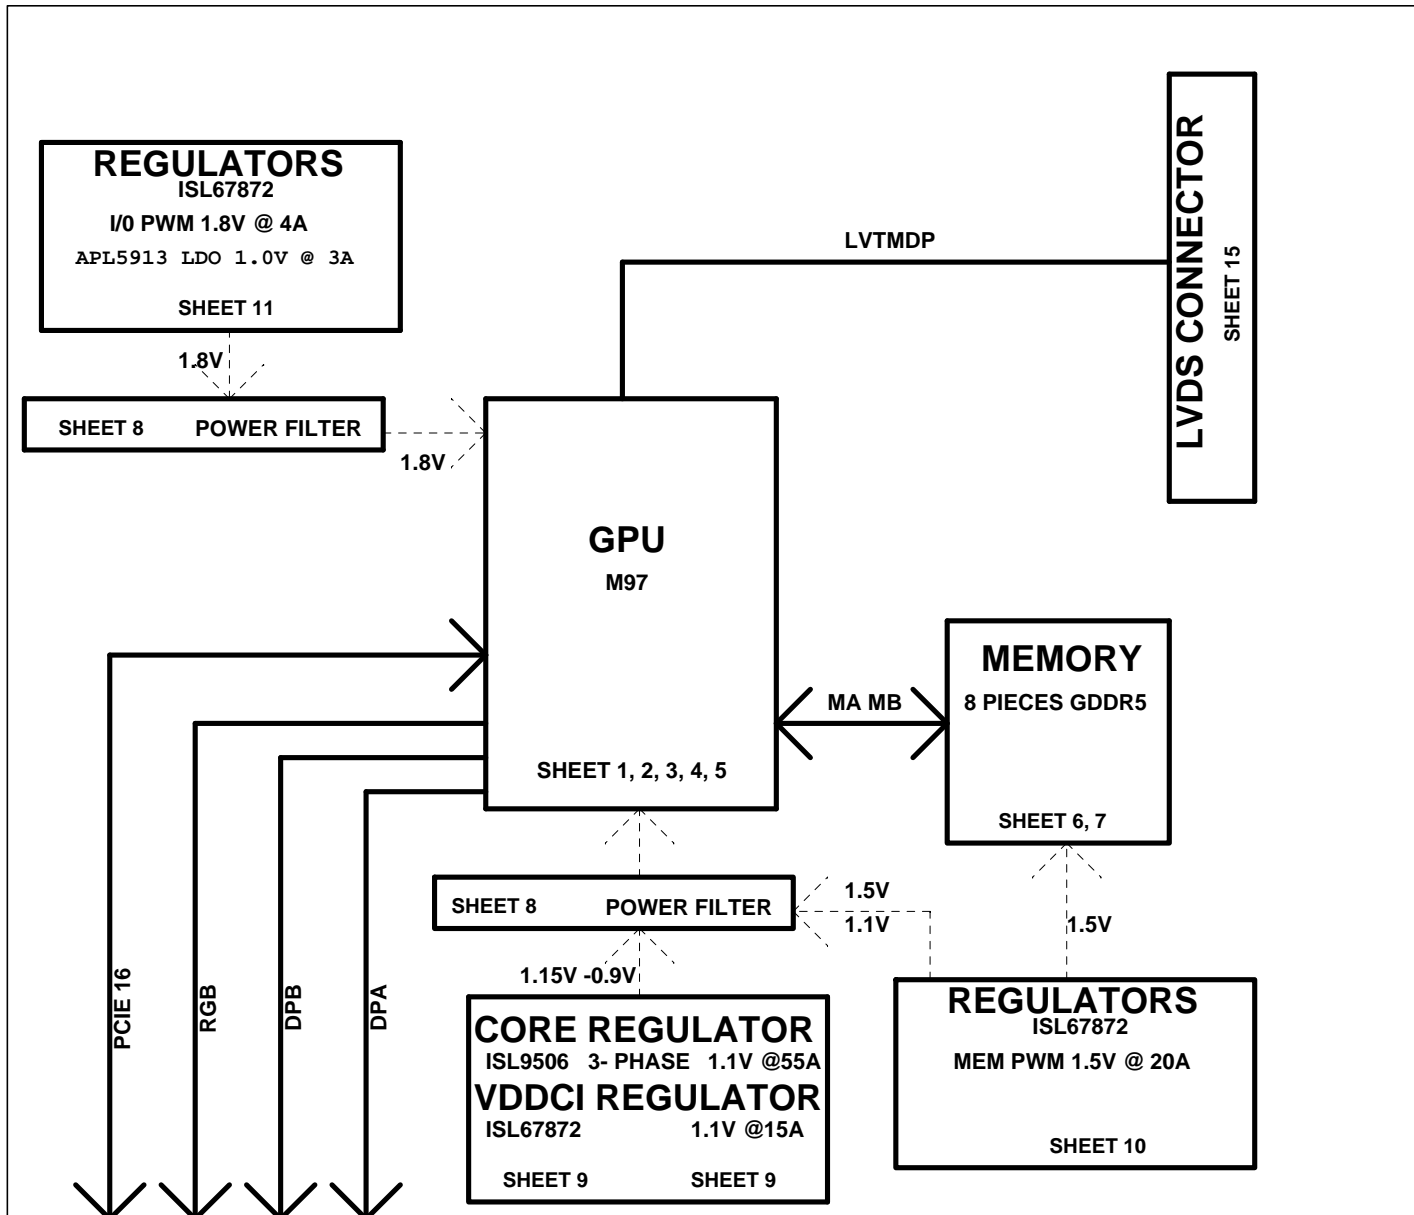 REGULATORS
ISL67872
I/0 PWM 1.8V @ 4A
APL5913 LDO 1.0V @ 3A
SHEET 11
1.8V
SHEET 8 POWER FILTER
1.8V
LVTMDP
LVDS CONNECTOR
SHEET 15
GPU
M97
SHEET 1, 2, 3, 4, 5
MA MB
MEMORY
8 PIECES GDDR5
SHEET 6, 7
SHEET 8 POWER FILTER
1.5V
1.1V
1.5V
1.15V -0.9V
PCIE 16
RGB
DPB
DPA
CORE REGULATOR
ISL9506 3- PHASE 1.1V @55A
VDDCI REGULATOR
ISL67872 1.1V @15A
SHEET 9 SHEET 9
REGULATORS
ISL67872
MEM PWM 1.5V @ 20A
SHEET 10